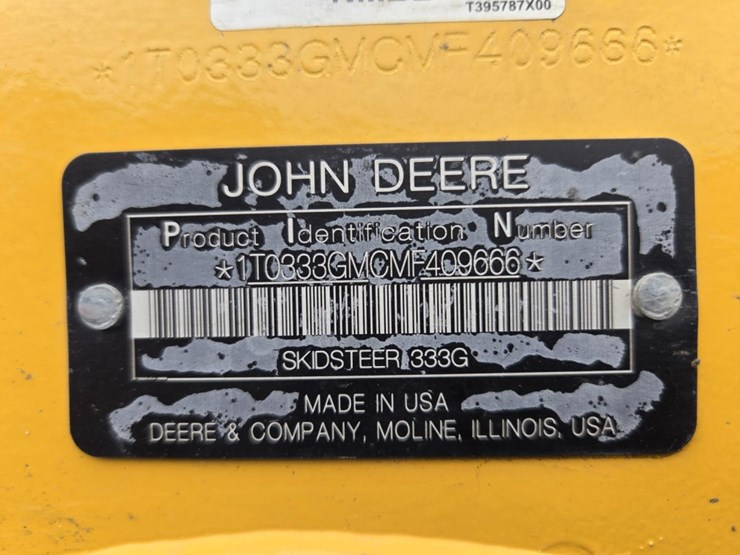 T395787X00
*1T0333GMCMF409666*
JOHN DEERE
Product Identification Number
*1T0333GMCMF409666*
SKIDSTEER 333G
MADE IN USA
DEERE & COMPANY, MOLINE, ILLINOIS, USA